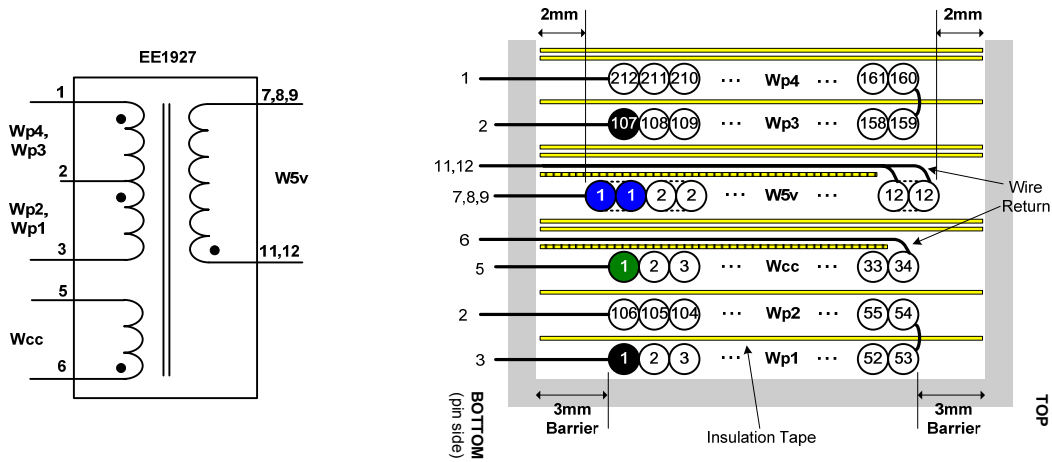 EE1927
1
Wp4,
Wp3
2
Wp2,
Wp1
3
5
Wcc
6
7,8,9
W5v
11,12
2mm
2mm
1 212 211 210 ··· Wp4 ··· 161 160
2 107 108 109 ··· Wp3 ··· 158 159
11,12
7,8,9 1 1 2 2 ··· W5v ··· 12 12
Wire
Return
6
5 1 2 3 ··· Wcc ··· 33 34
2 106 105 104 ··· Wp2 ··· 55 54
3 1 2 3 ··· Wp1 ··· 52 53
3mm
Barrier
3mm
Barrier
Insulation Tape
BOTTOM
(pin side)
TOP